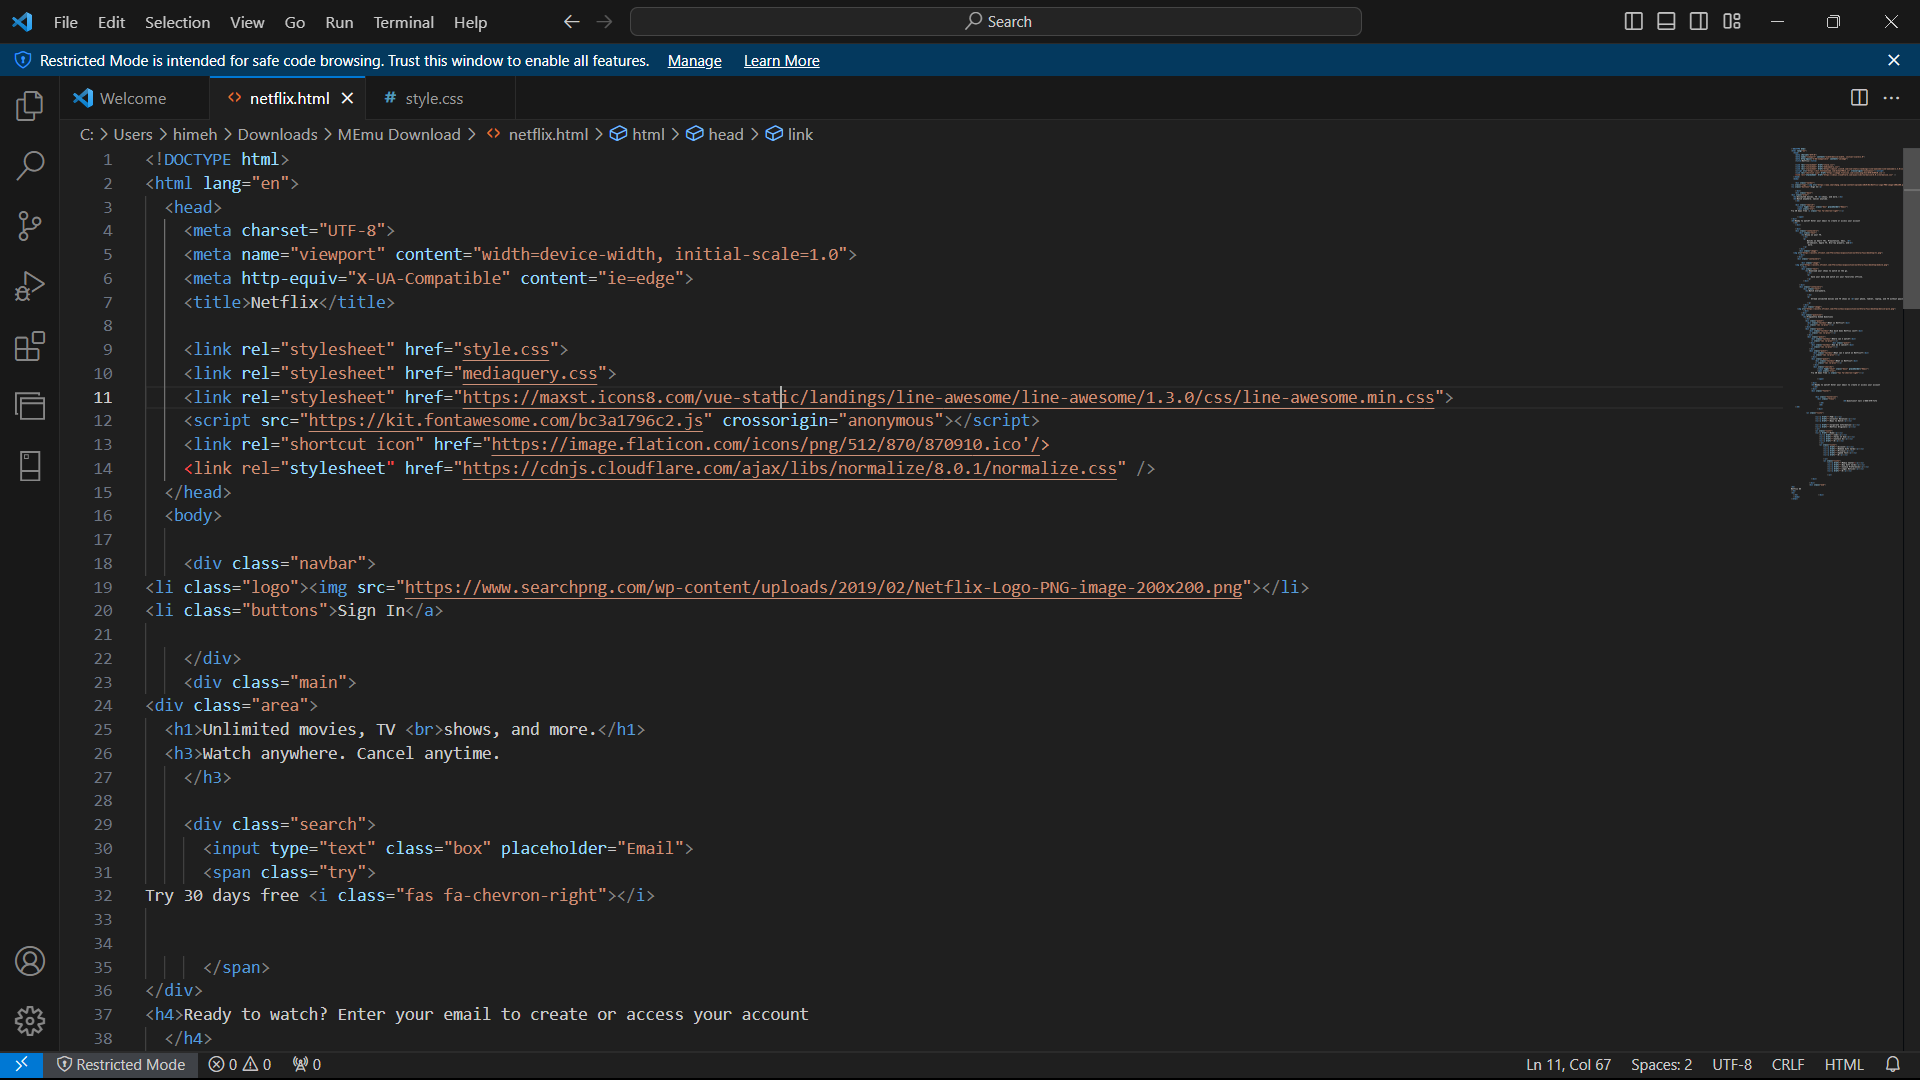 File Edit Selection View Go Run Terminal Help Search
Restricted Mode is intended for safe code browsing. Trust this window to enable all features. Manage Learn More
Welcome netflix.html # style.css
C: > Users > himeh > Downloads > MEmu Download > netflix.html > html > head > link
1 <!DOCTYPE html>
2 <html lang="en">
3 <head>
4 <meta charset="UTF-8">
5 <meta name="viewport" content="width=device-width, initial-scale=1.0">
6 <meta http-equiv="X-UA-Compatible" content="ie=edge">
7 <title>Netflix</title>
8
9 <link rel="stylesheet" href="style.css">
10 <link rel="stylesheet" href="mediaquery.css">
11 <link rel="stylesheet" href="https://maxst.icons8.com/vue-static/landings/line-awesome/line-awesome/1.3.0/css/line-awesome.min.css">
12 <script src="https://kit.fontawesome.com/bc3a1796c2.js" crossorigin="anonymous"></script>
13 <link rel="shortcut icon" href="https://image.flaticon.com/icons/png/512/870/870910.ico'/>
14 <link rel="stylesheet" href="https://cdnjs.cloudflare.com/ajax/libs/normalize/8.0.1/normalize.css" />
15 </head>
16 <body>
17
18 <div class="navbar">
19 <li class="logo"><img src="https://www.searchpng.com/wp-content/uploads/2019/02/Netflix-Logo-PNG-image-200x200.png"></li>
20 <li class="buttons">Sign In</a>
21
22 </div>
23 <div class="main">
24 <div class="area">
25 <h1>Unlimited movies, TV <br>shows, and more.</h1>
26 <h3>Watch anywhere. Cancel anytime.
27 </h3>
28
29 <div class="search">
30 <input type="text" class="box" placeholder="Email">
31 <span class="try">
32 Try 30 days free <i class="fas fa-chevron-right"></i>
33
34
35 </span>
36 </div>
37 <h4>Ready to watch? Enter your email to create or access your account
38 </h4>
Restricted Mode 0 0 0 Ln 11, Col 67 Spaces: 2 UTF-8 CRLF HTML